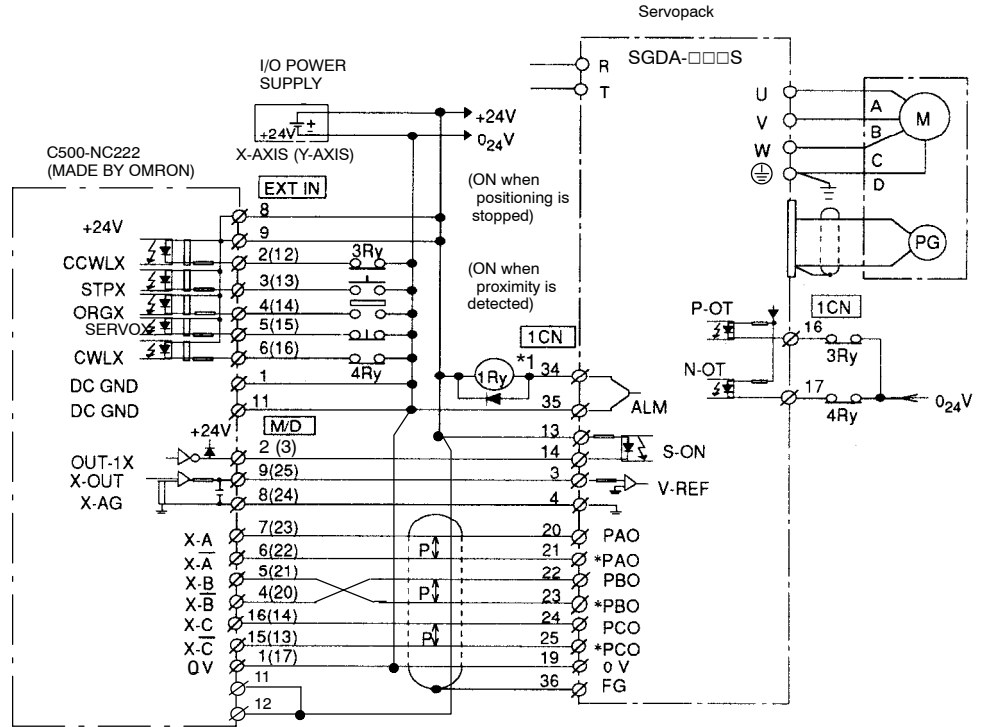 Servopack
SGDA-□□□S
I/O POWER
SUPPLY
+24V
±
+24V
0₂₄V
X-AXIS (Y-AXIS)
R
T
U
V
W
A
B
C
D
M
PG
C500-NC222
(MADE BY OMRON)
EXT IN
+24V
8
9
CCWLX
2(12)
3Ry
STPX
3(13)
ORGX
4(14)
SERVOX
5(15)
CWLX
6(16)
4Ry
DC GND
1
DC GND
11
(ON when
positioning is
stopped)
(ON when
proximity is
detected)
1CN
1Ry
*1
34
35
ALM
P-OT
1CN
16
3Ry
N-OT
17
4Ry
0₂₄V
M/D
+24V
OUT-1X
2 (3)
X-OUT
9(25)
X-AG
8(24)
13
14
S-ON
3
V-REF
4
X-A
7(23)
P
20
PAO
X-A̅
6(22)
21
*PAO
X-B
5(21)
P
22
PBO
X-B̅
4(20)
23
*PBO
X-C
16(14)
P
24
PCO
X-C̅
15(13)
25
*PCO
0V
1(17)
19
0 V
11
36
FG
12